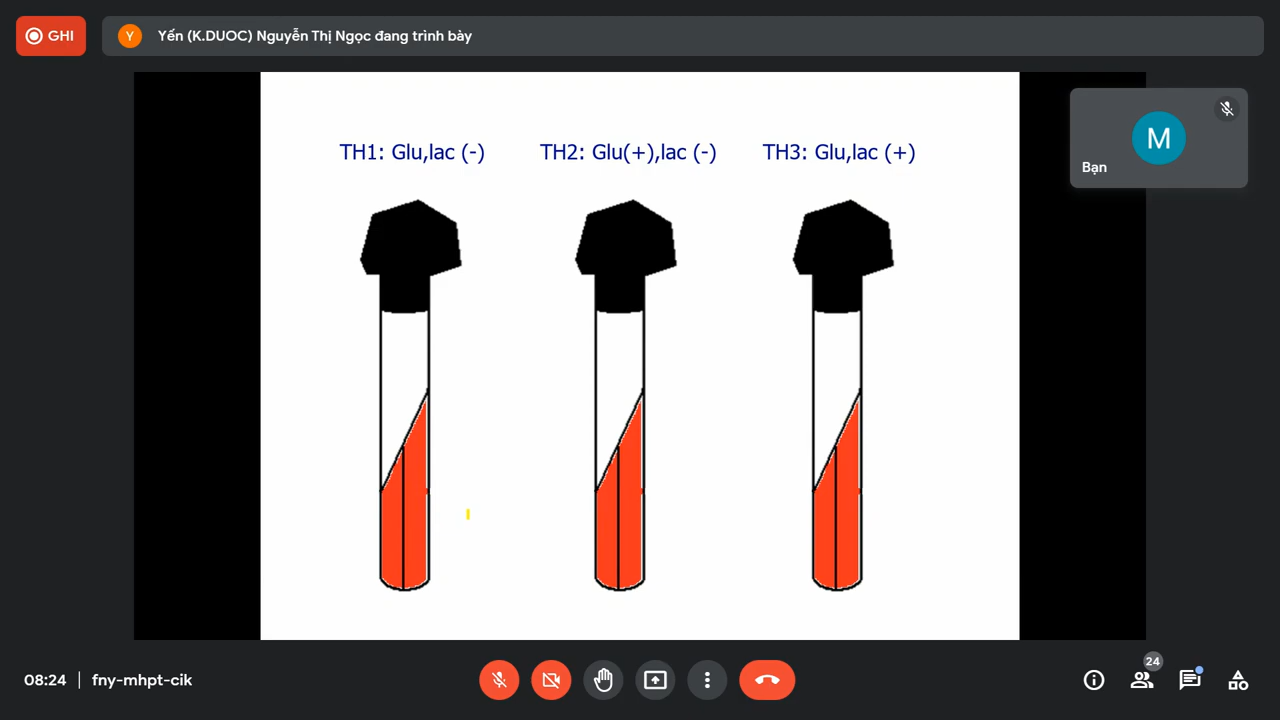 GHI
Y
Yến (K.DUOC) Nguyễn Thị Ngọc đang trình bày
TH1: Glu,lac (-)
TH2: Glu(+),lac (-)
TH3: Glu,lac (+)
M
Bạn
08:24
fny-mhpt-cik
24